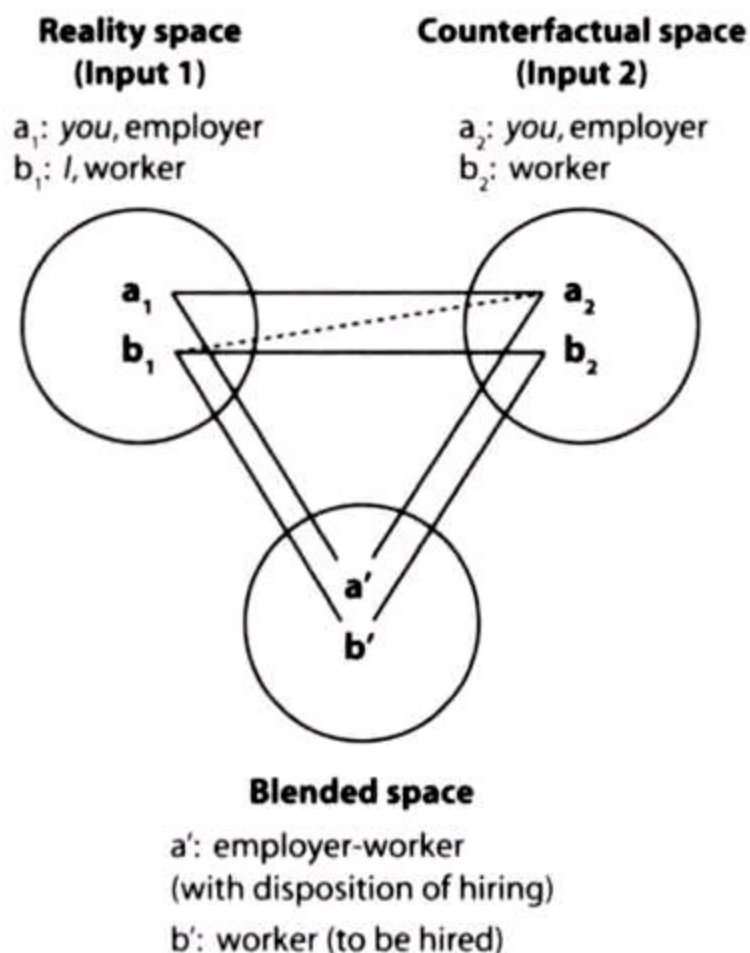 Reality space
(Input 1)
a₁: you, employer
b₁: I, worker
Counterfactual space
(Input 2)
a₂: you, employer
b₂: worker
a₁
b₁
a₂
b₂
a′
b′
Blended space
a′: employer-worker
(with disposition of hiring)
b′: worker (to be hired)